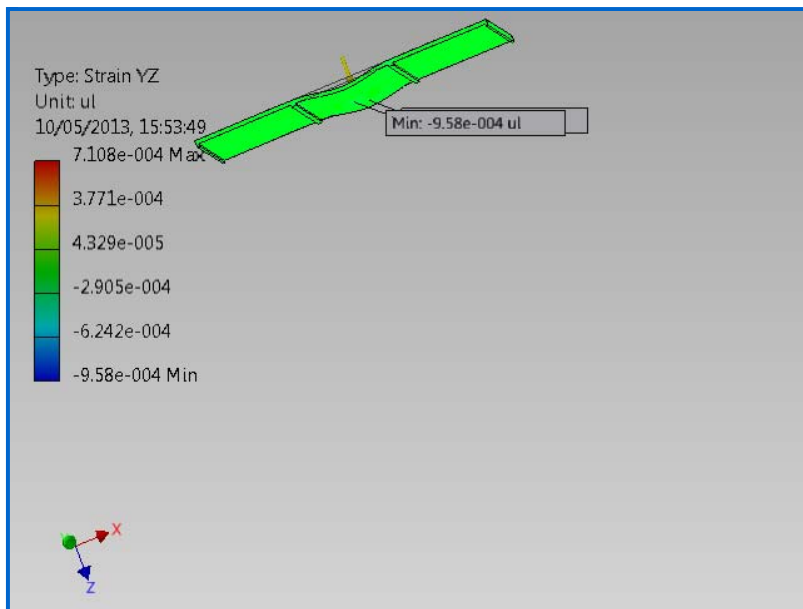 Type: Strain YZ
Unit: ul
10/05/2013, 15:53:49
7.108e-004 Max
3.771e-004
4.329e-005
-2.905e-004
-6.242e-004
-9.58e-004 Min
Min: -9.58e-004 ul
X
Z